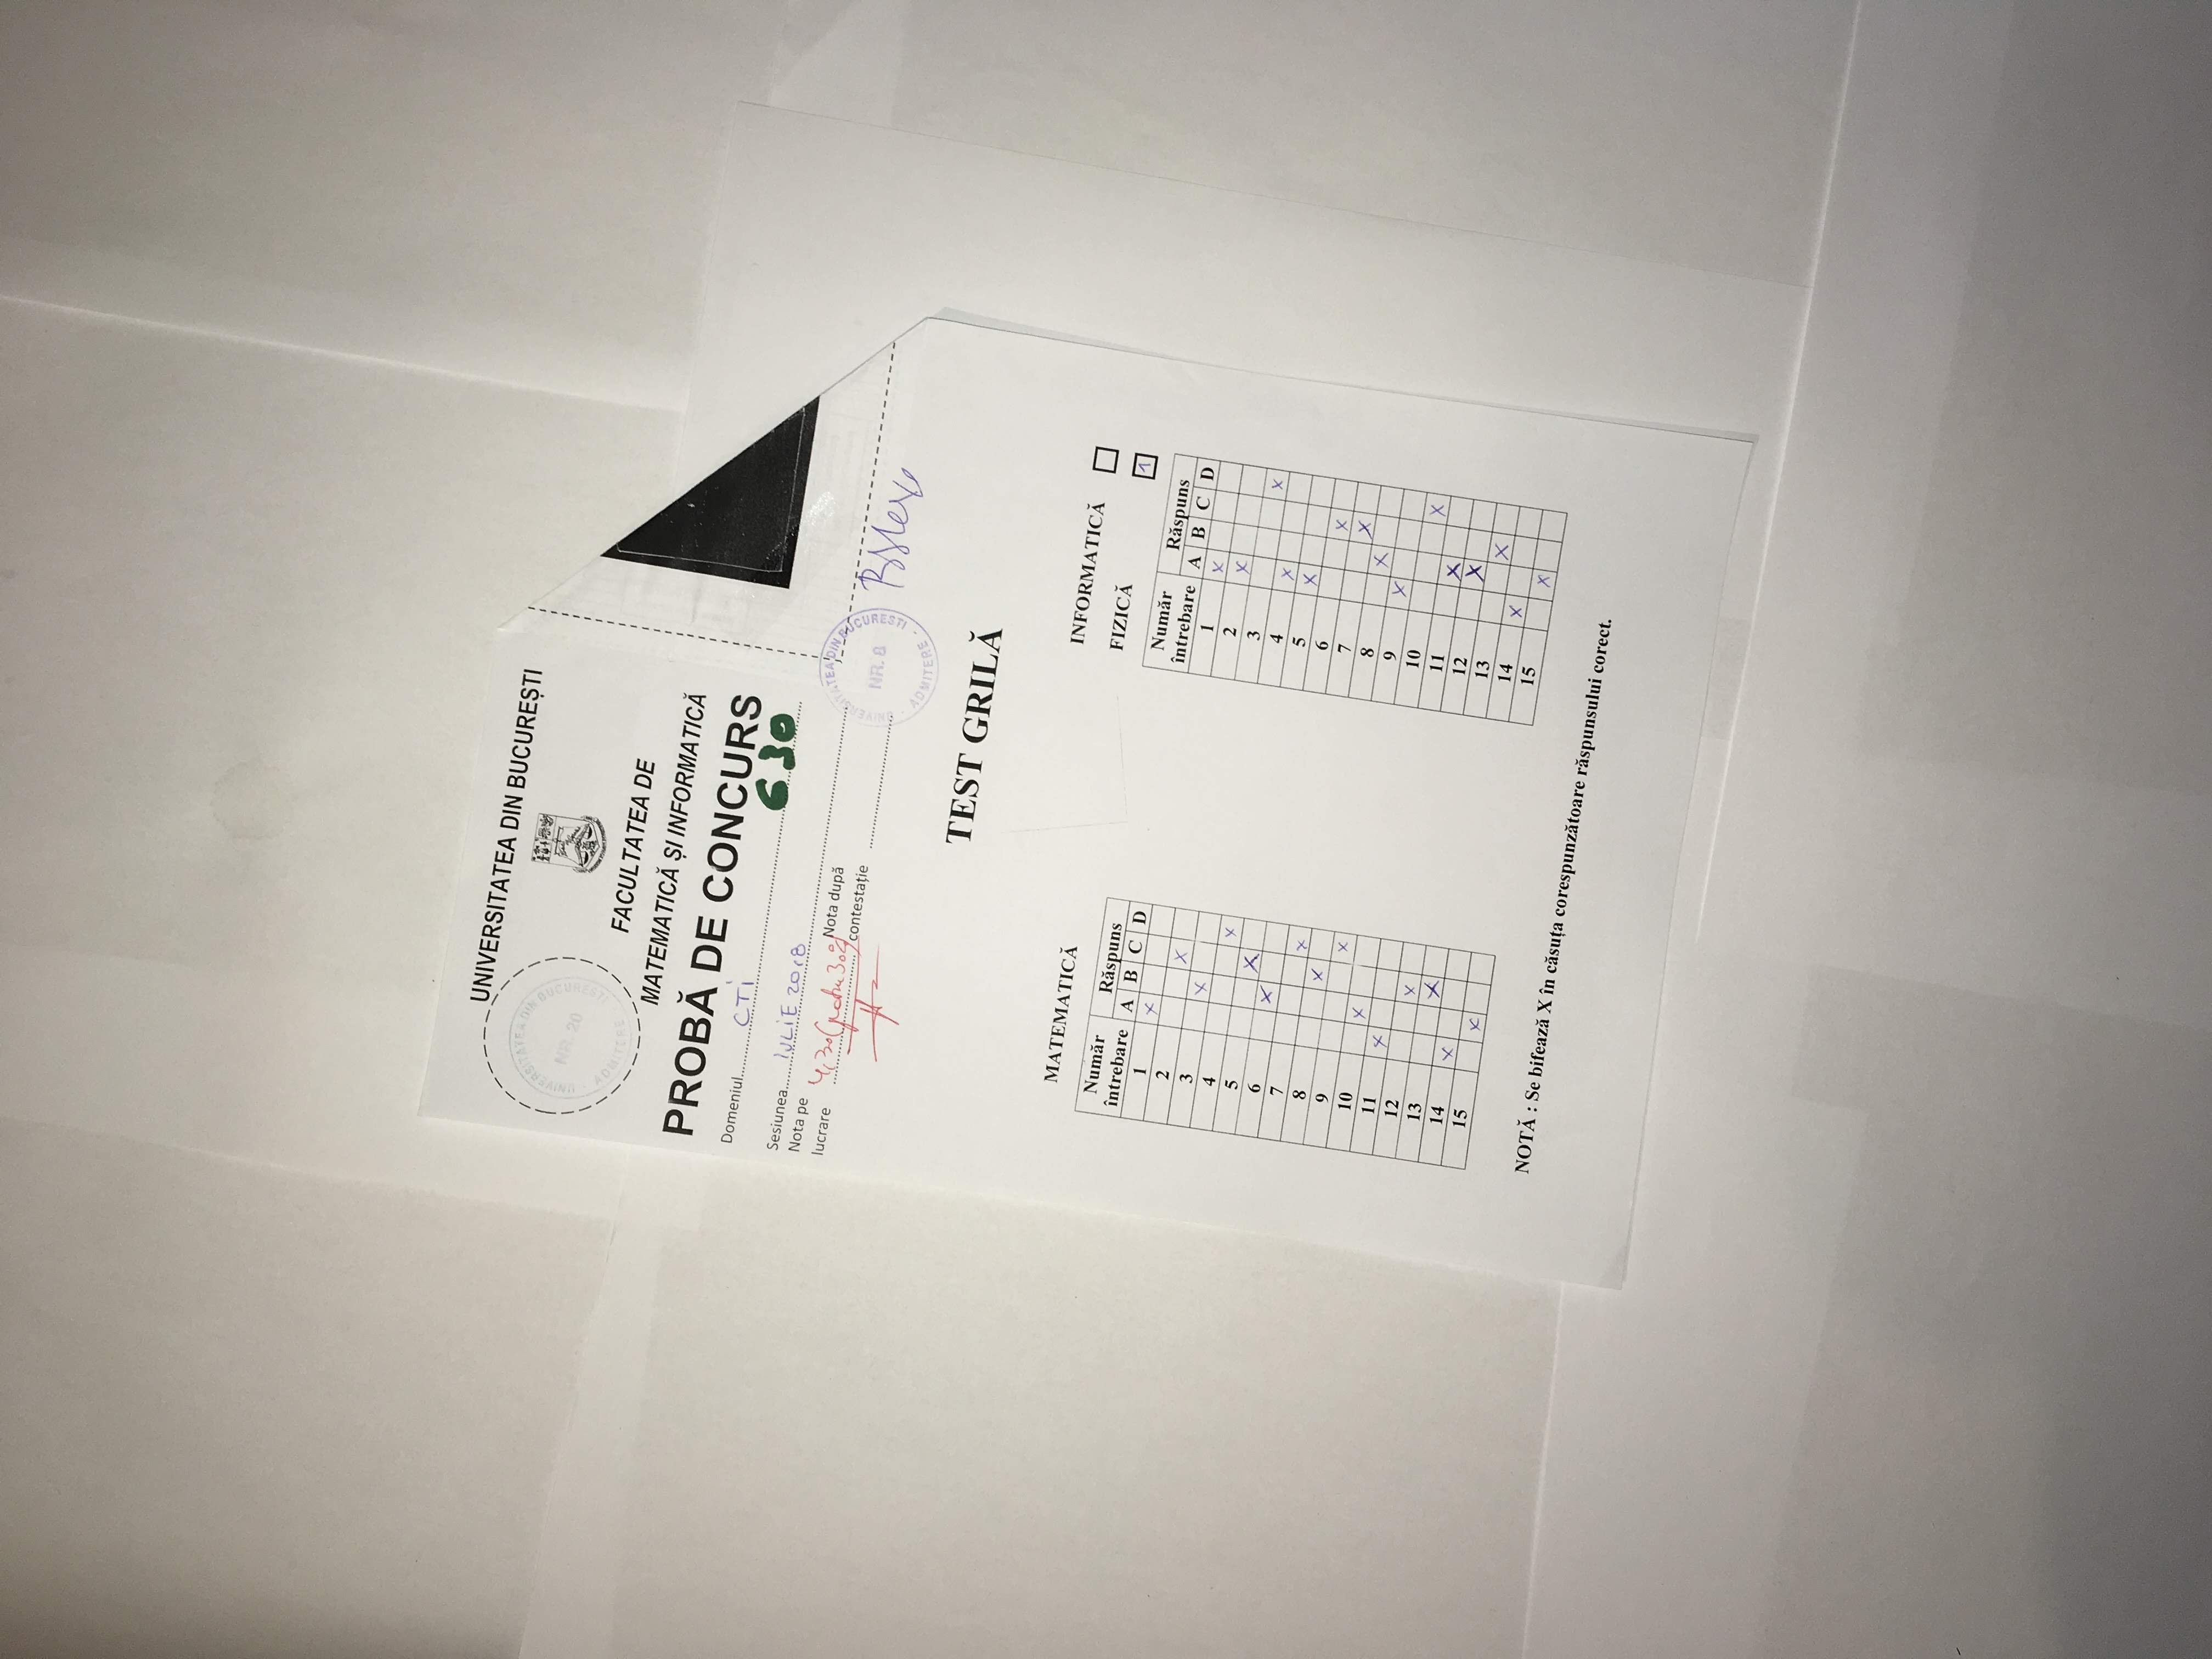 UNIVERSITATEA DIN BUCUREȘTI
UNIVERSITATEA DIN BUCUREȘTI
NR. 20
ADMITERE
FACULTATEA DE
MATEMATICĂ ȘI INFORMATICĂ
PROBĂ DE CONCURS
Domeniul CTI
630
Sesiunea IULIE 2018
Nota pe
lucrare 4,30 (patru 30%)
Nota după
contestație
UNIVERSITATEA DIN BUCUREȘTI
NR. 8
ADMITERE
TEST GRILĂ
MATEMATICĂ
Număr întrebare Răspuns
A B C D
1 X
2 X
3 X
4 X
5 X
6 X
7 X
8 X
9 X
10 X
11 X
12 X
13 X
14 X
15 X
INFORMATICĂ
FIZICĂ 1
Număr întrebare Răspuns
A B C D
1 X
2 X
3 X
4 X
5 X
6 X
7 X
8 X
9 X
10 X
11 X
12 X
13 X
14 X
15 X
NOTĂ : Se bifează X în căsuța corespunzătoare răspunsului corect.